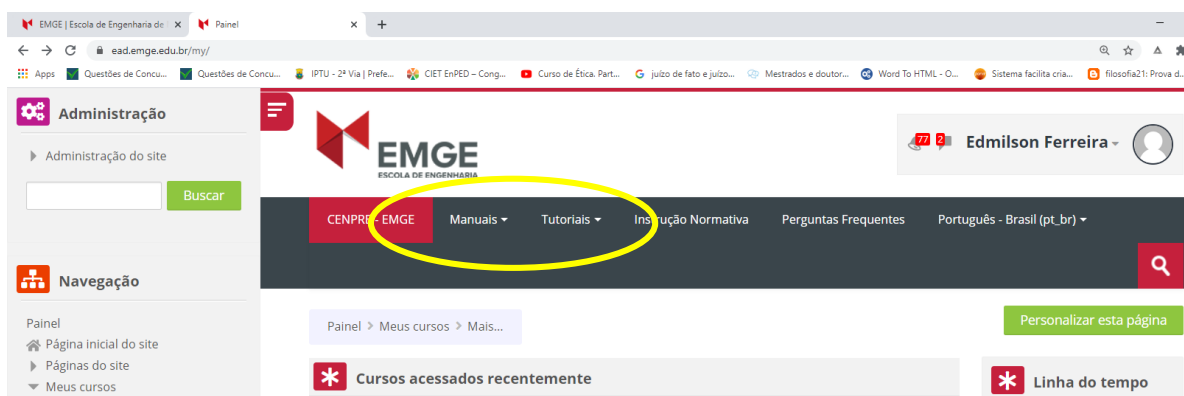 EMGE | Escola de Engenharia de
Painel
ead.emge.edu.br/my/
Apps
Questões de Concu...
Questões de Concu...
IPTU - 2ª Via | Prefe...
CIET EnPED – Cong...
Curso de Ética. Part...
juízo de fato e juízo...
Mestrados e doutor...
Word To HTML - O...
Sistema facilita cria...
filosofia21: Prova d...
Administração
Administração do site
Buscar
Navegação
Painel
Página inicial do site
Páginas do site
Meus cursos
EMGE
ESCOLA DE ENGENHARIA
77 2 Edmilson Ferreira
CENPRE - EMGE Manuais Tutoriais Instrução Normativa Perguntas Frequentes Português - Brasil (pt_br)
Painel > Meus cursos > Mais...
Personalizar esta página
Cursos acessados recentemente
Linha do tempo